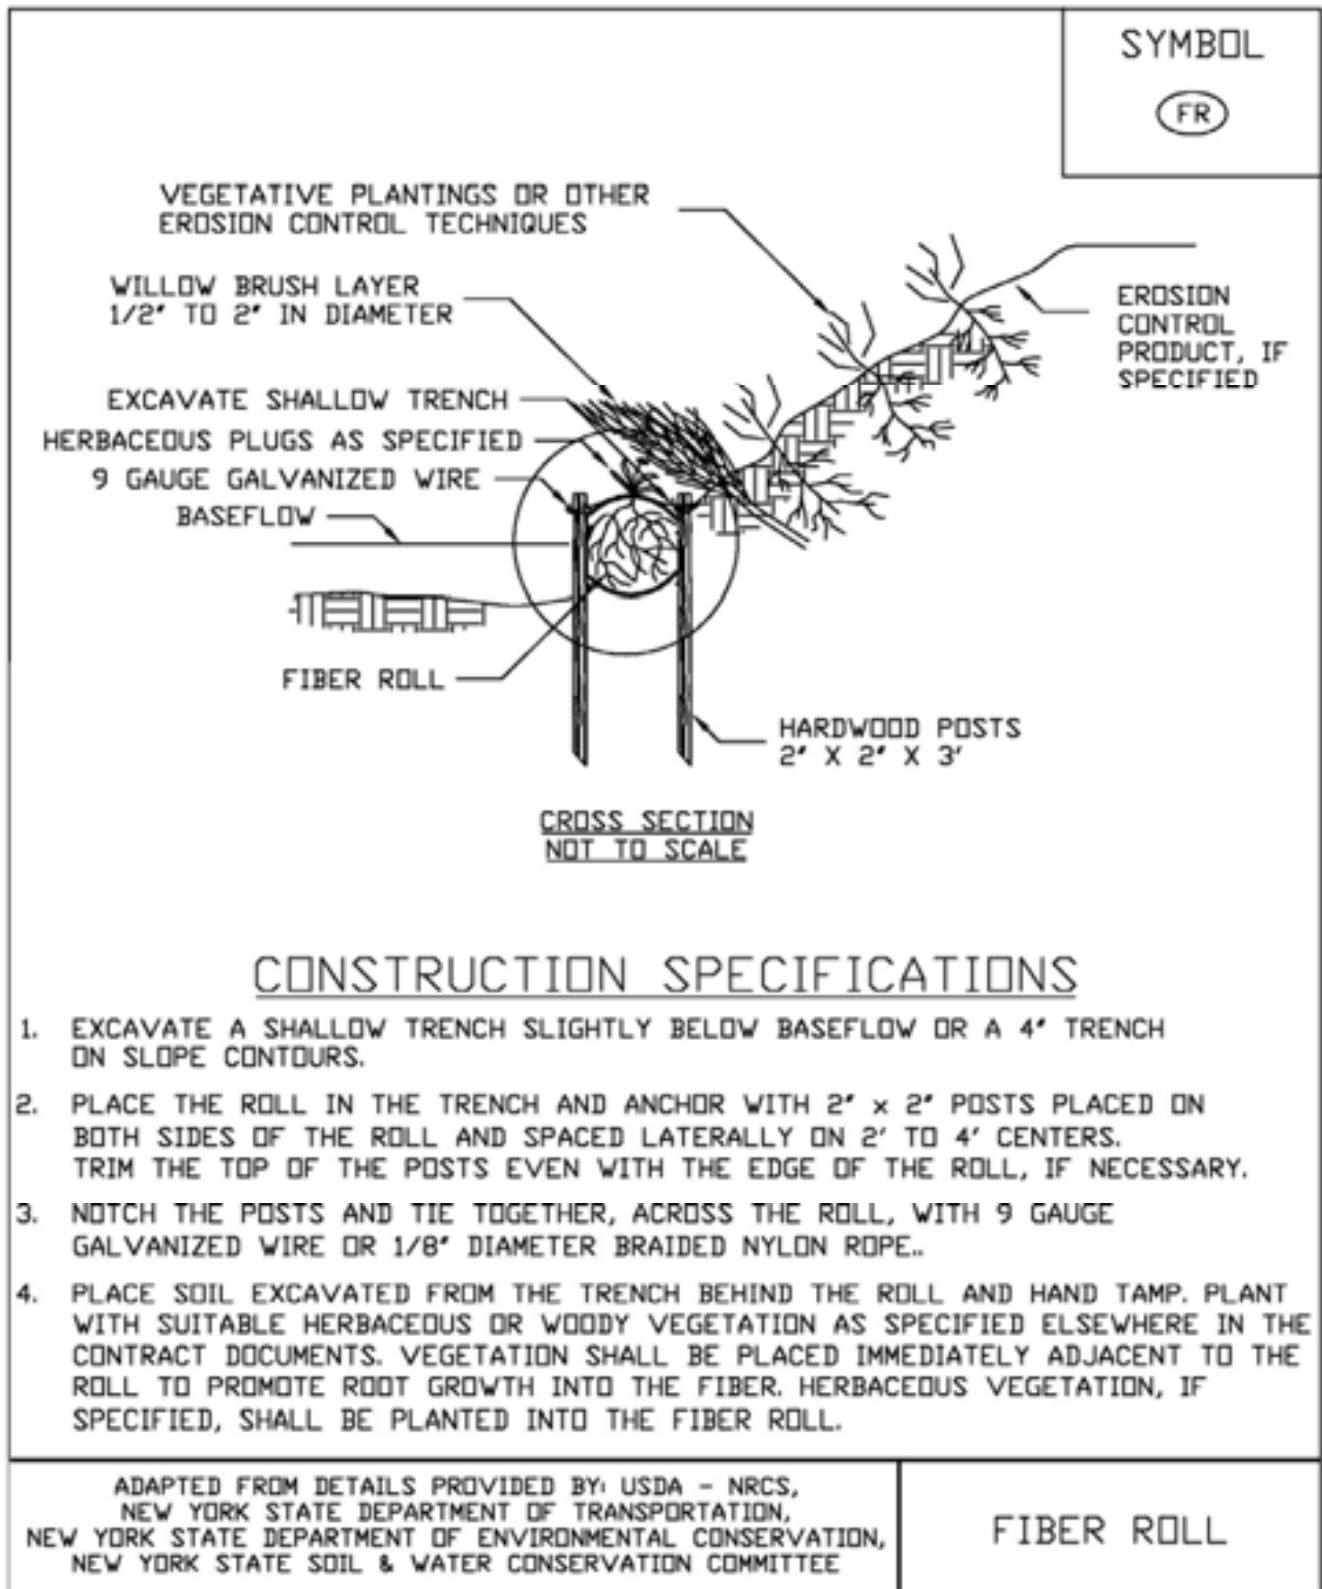 SYMBOL
FR
VEGETATIVE PLANTINGS OR OTHER
EROSION CONTROL TECHNIQUES
WILLOW BRUSH LAYER
1/2" TO 2" IN DIAMETER
EROSION
CONTROL
PRODUCT, IF
SPECIFIED
EXCAVATE SHALLOW TRENCH
HERBACEOUS PLUGS AS SPECIFIED
9 GAUGE GALVANIZED WIRE
BASEFLOW
FIBER ROLL
HARDWOOD POSTS
2" X 2" X 3'
CROSS SECTION
NOT TO SCALE
CONSTRUCTION SPECIFICATIONS
1. EXCAVATE A SHALLOW TRENCH SLIGHTLY BELOW BASEFLOW OR A 4" TRENCH
ON SLOPE CONTOURS.
2. PLACE THE ROLL IN THE TRENCH AND ANCHOR WITH 2" x 2" POSTS PLACED ON
BOTH SIDES OF THE ROLL AND SPACED LATERALLY ON 2' TO 4' CENTERS.
TRIM THE TOP OF THE POSTS EVEN WITH THE EDGE OF THE ROLL, IF NECESSARY.
3. NOTCH THE POSTS AND TIE TOGETHER, ACROSS THE ROLL, WITH 9 GAUGE
GALVANIZED WIRE OR 1/8" DIAMETER BRAIDED NYLON ROPE..
4. PLACE SOIL EXCAVATED FROM THE TRENCH BEHIND THE ROLL AND HAND TAMP. PLANT
WITH SUITABLE HERBACEOUS OR WOODY VEGETATION AS SPECIFIED ELSEWHERE IN THE
CONTRACT DOCUMENTS. VEGETATION SHALL BE PLACED IMMEDIATELY ADJACENT TO THE
ROLL TO PROMOTE ROOT GROWTH INTO THE FIBER. HERBACEOUS VEGETATION, IF
SPECIFIED, SHALL BE PLANTED INTO THE FIBER ROLL.
ADAPTED FROM DETAILS PROVIDED BY: USDA - NRCS,
NEW YORK STATE DEPARTMENT OF TRANSPORTATION,
NEW YORK STATE DEPARTMENT OF ENVIRONMENTAL CONSERVATION,
NEW YORK STATE SOIL & WATER CONSERVATION COMMITTEE
FIBER ROLL